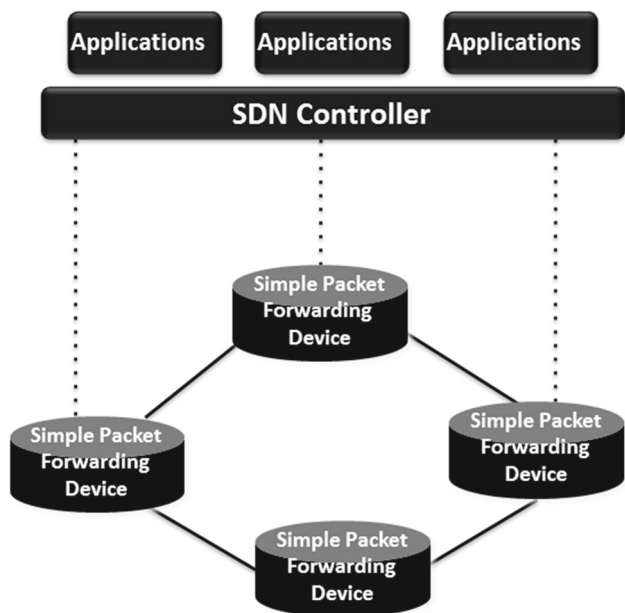 Applications
Applications
Applications
SDN Controller
Simple Packet
Forwarding
Device
Simple Packet
Forwarding
Device
Simple Packet
Forwarding
Device
Simple Packet
Forwarding
Device